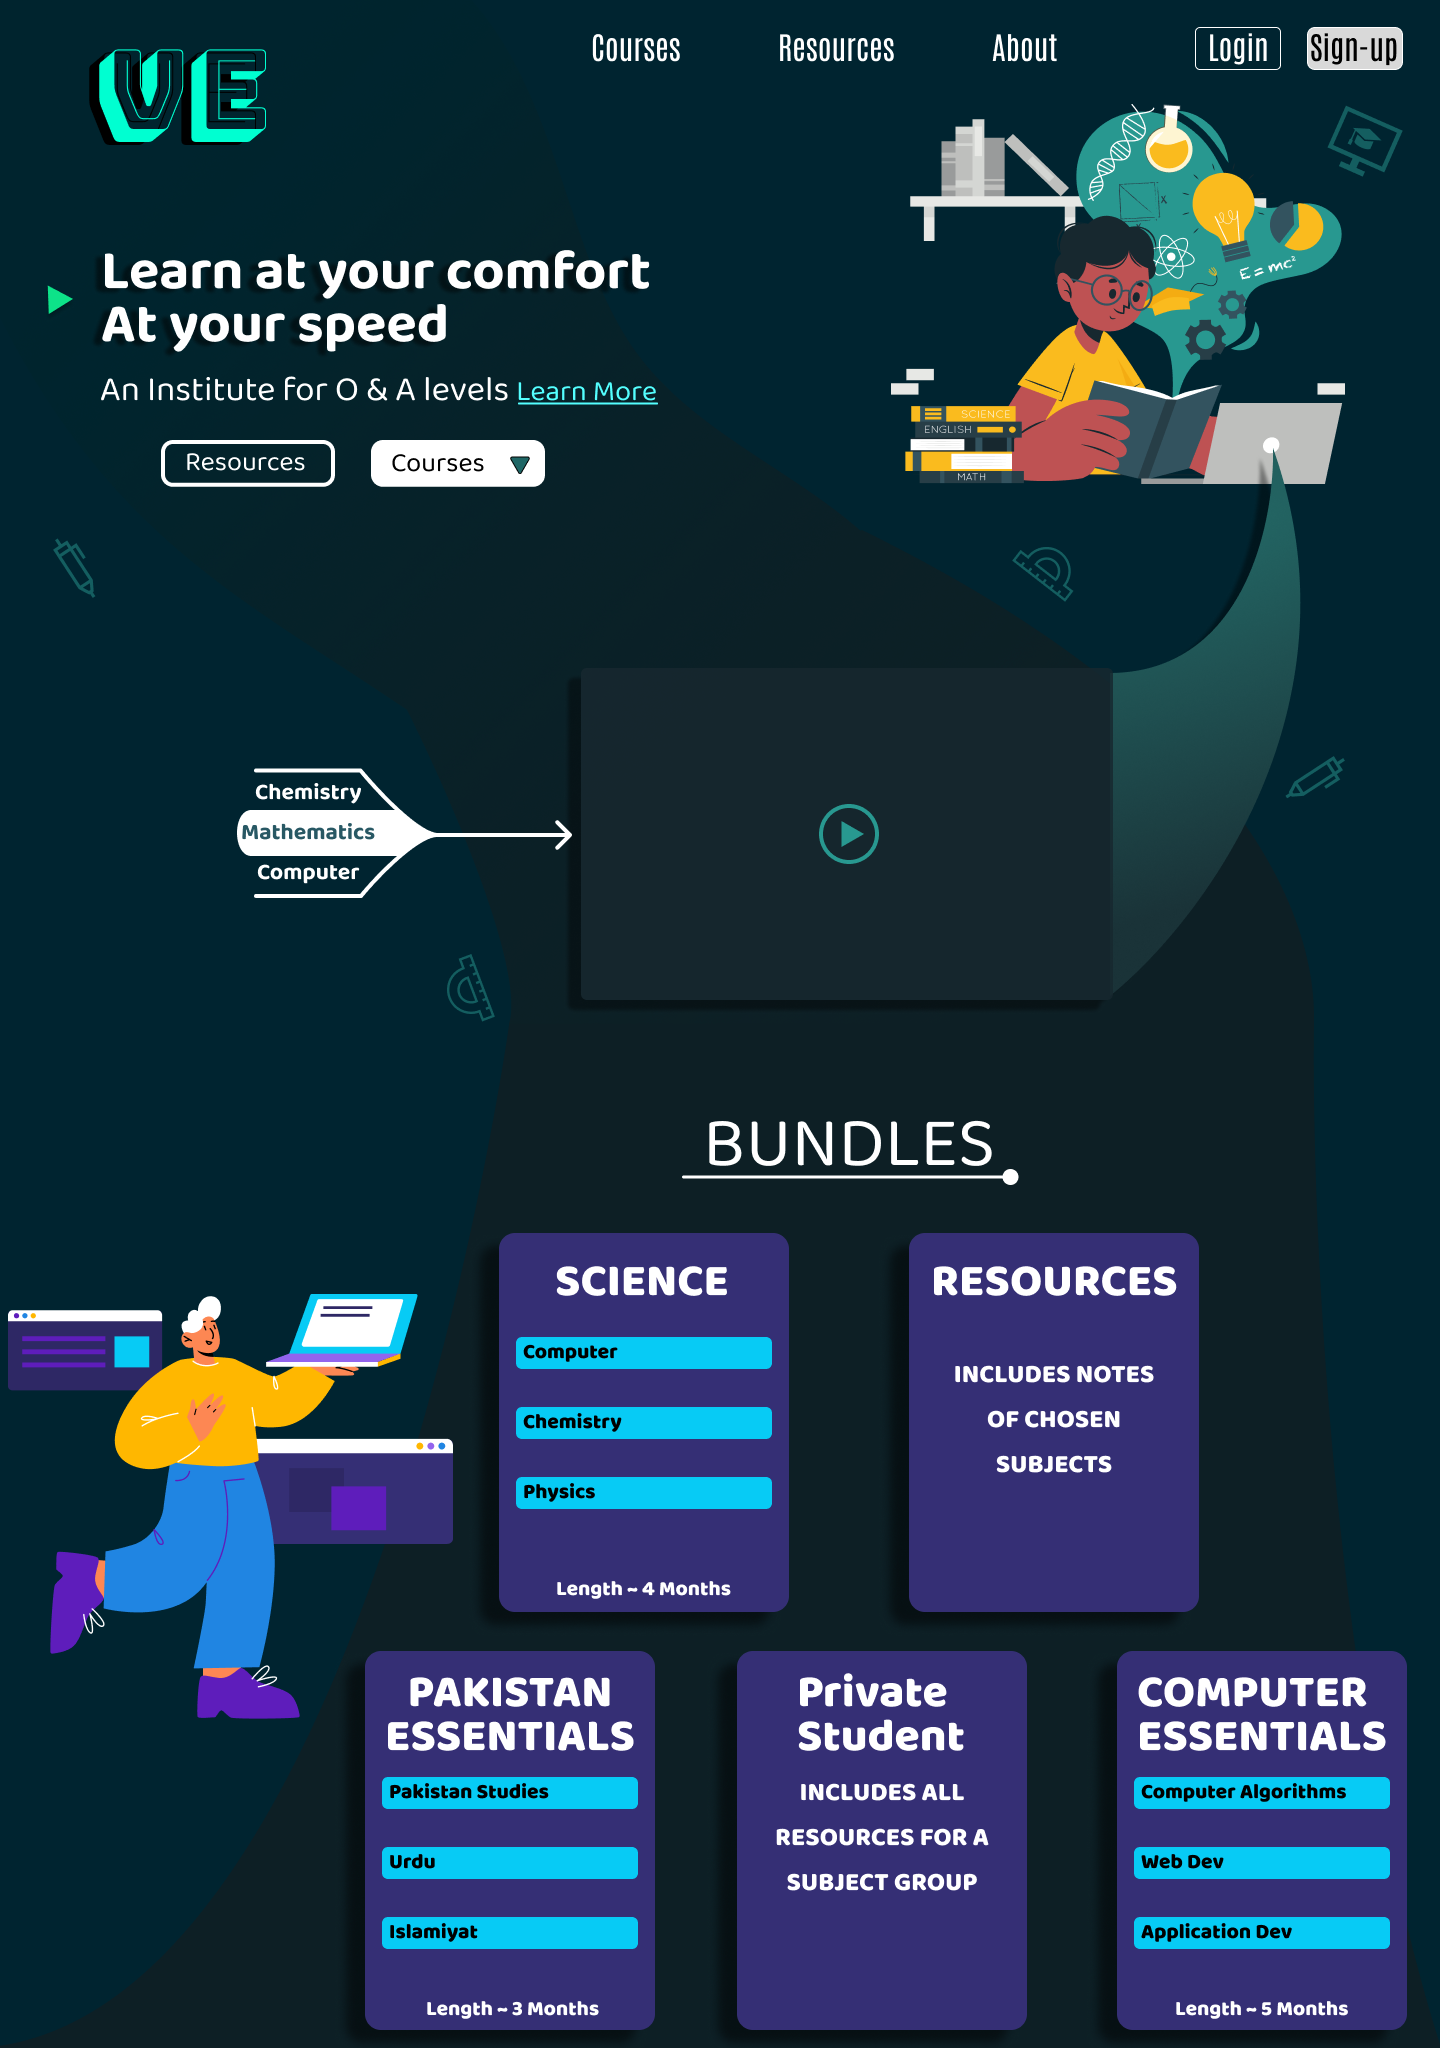 VE
Courses
Resources
About
Login
Sign-up
x
E = mc²
Learn at your comfort
At your speed
An Institute for O & A levels Learn More
Resources
Courses
SCIENCE
ENGLISH
MATH
Chemistry
Mathematics
Computer
BUNDLES
SCIENCE
Computer
Chemistry
Physics
Length ~ 4 Months
RESOURCES
INCLUDES NOTES
OF CHOSEN
SUBJECTS
PAKISTAN
ESSENTIALS
Pakistan Studies
Urdu
Islamiyat
Length ~ 3 Months
Private
Student
INCLUDES ALL
RESOURCES FOR A
SUBJECT GROUP
COMPUTER
ESSENTIALS
Computer Algorithms
Web Dev
Application Dev
Length ~ 5 Months